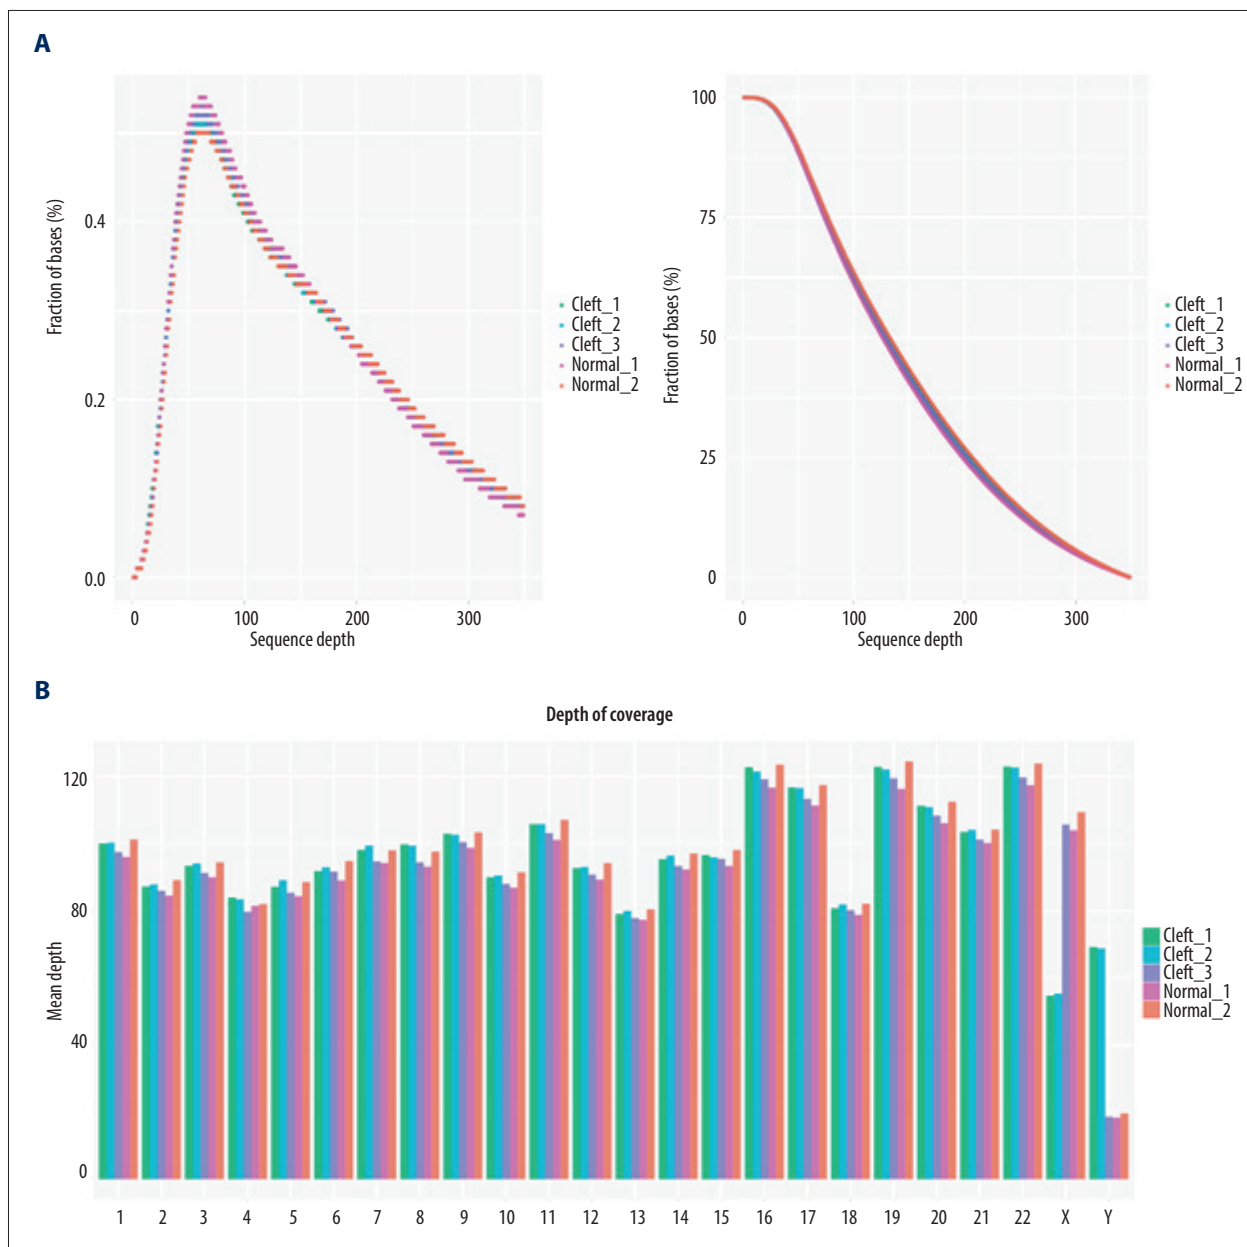 A
Fraction of bases (%)
0.4
0.2
0.0
0 100 200 300
Sequence depth
Cleft_1
Cleft_2
Cleft_3
Normal_1
Normal_2
Fraction of bases (%)
100
75
50
25
0
0 100 200 300
Sequence depth
Cleft_1
Cleft_2
Cleft_3
Normal_1
Normal_2
B
Depth of coverage
Mean depth
120
80
40
0
1 2 3 4 5 6 7 8 9 10 11 12 13 14 15 16 17 18 19 20 21 22 X Y
Cleft_1
Cleft_2
Cleft_3
Normal_1
Normal_2